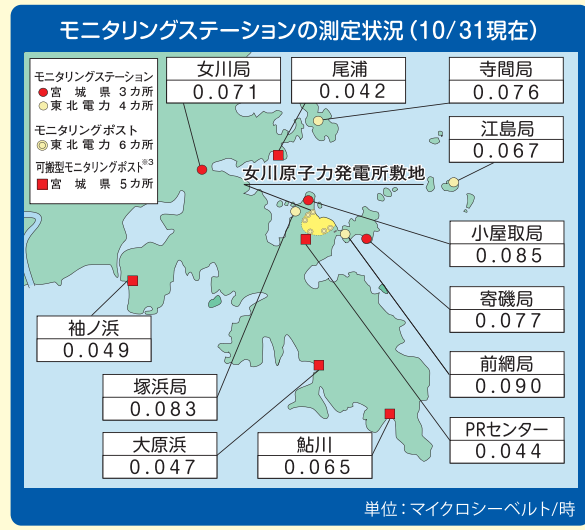 モニタリングステーションの測定状況(10/31現在)
モニタリングステーション
宮城県 3カ所
東北電力 4カ所
モニタリングポスト
東北電力 6カ所
可搬型モニタリングポスト※3
宮城県 5カ所
女川局
0.071
尾浦
0.042
寺間局
0.076
江島局
0.067
女川原子力発電所敷地
小屋取局
0.085
寄磯局
0.077
前網局
0.090
PRセンター
0.044
袖ノ浜
0.049
塚浜局
0.083
大原浜
0.047
鮎川
0.065
単位:マイクロシーベルト/時